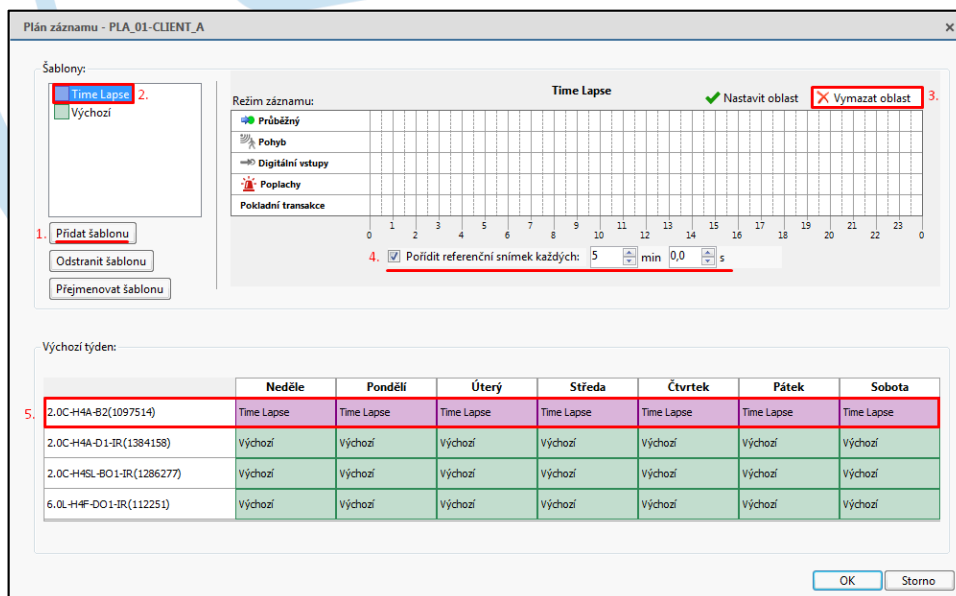 Plán záznamu - PLA_01-CLIENT_A
Šablony:
Time Lapse 2.
Výchozí
1. Přidat šablonu
Odstranit šablonu
Přejmenovat šablonu
Time Lapse
Režim záznamu:
Nastavit oblast
Vymazat oblast 3.
Průběžný
Pohyb
Digitální vstupy
Poplachy
Pokladní transakce
0 1 2 3 4 5 6 7 8 9 10 11 12 13 14 15 16 17 18 19 20 21 22 23 0
4. Pořídit referenční snímek každých: 5 min 0,0 s
Výchozí týden:
Neděle Pondělí Úterý Středa Čtvrtek Pátek Sobota
5. 2.0C-H4A-B2(1097514) Time Lapse Time Lapse Time Lapse Time Lapse Time Lapse Time Lapse Time Lapse
2.0C-H4A-D1-IR(1384158) Výchozí Výchozí Výchozí Výchozí Výchozí Výchozí Výchozí
2.0C-H4SL-BO1-IR(1286277) Výchozí Výchozí Výchozí Výchozí Výchozí Výchozí Výchozí
6.0L-H4F-DO1-IR(112251) Výchozí Výchozí Výchozí Výchozí Výchozí Výchozí Výchozí
OK Storno